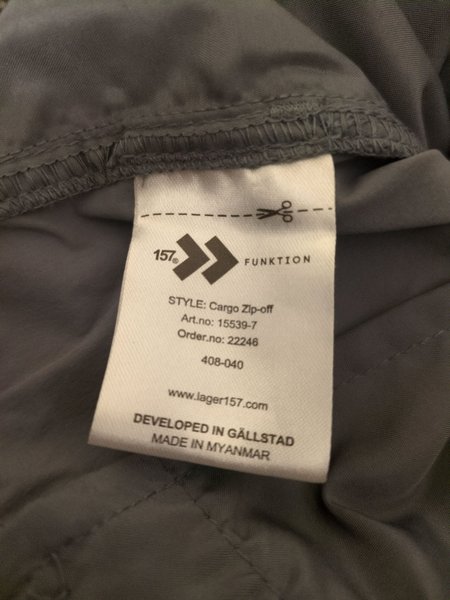 157® FUNKTION
STYLE: Cargo Zip-off
Art.no: 15539-7
Order.no: 22246
408-040
www.lager157.com
DEVELOPED IN GÄLLSTAD
MADE IN MYANMAR